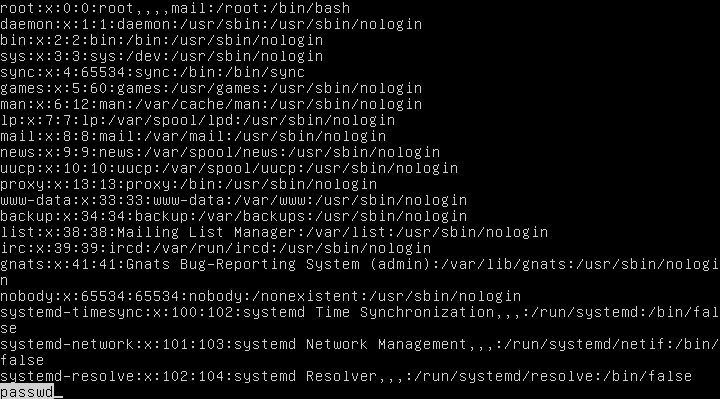 root:x:0:0:root,,,,mail:/root:/bin/bash
daemon:x:1:1:daemon:/usr/sbin:/usr/sbin/nologin
bin:x:2:2:bin:/bin:/usr/sbin/nologin
sys:x:3:3:sys:/dev:/usr/sbin/nologin
sync:x:4:65534:sync:/bin:/bin/sync
games:x:5:60:games:/usr/games:/usr/sbin/nologin
man:x:6:12:man:/var/cache/man:/usr/sbin/nologin
lp:x:7:7:lp:/var/spool/lpd:/usr/sbin/nologin
mail:x:8:8:mail:/var/mail:/usr/sbin/nologin
news:x:9:9:news:/var/spool/news:/usr/sbin/nologin
uucp:x:10:10:uucp:/var/spool/uucp:/usr/sbin/nologin
proxy:x:13:13:proxy:/bin:/usr/sbin/nologin
www-data:x:33:33:www-data:/var/www:/usr/sbin/nologin
backup:x:34:34:backup:/var/backups:/usr/sbin/nologin
list:x:38:38:Mailing List Manager:/var/list:/usr/sbin/nologin
irc:x:39:39:ircd:/var/run/ircd:/usr/sbin/nologin
gnats:x:41:41:Gnats Bug-Reporting System (admin):/var/lib/gnats:/usr/sbin/nologi
n
nobody:x:65534:65534:nobody:/nonexistent:/usr/sbin/nologin
systemd-timesync:x:100:102:systemd Time Synchronization,,,:/run/systemd:/bin/fal
se
systemd-network:x:101:103:systemd Network Management,,,:/run/systemd/netif:/bin/
false
systemd-resolve:x:102:104:systemd Resolver,,,:/run/systemd/resolve:/bin/false
passwd_